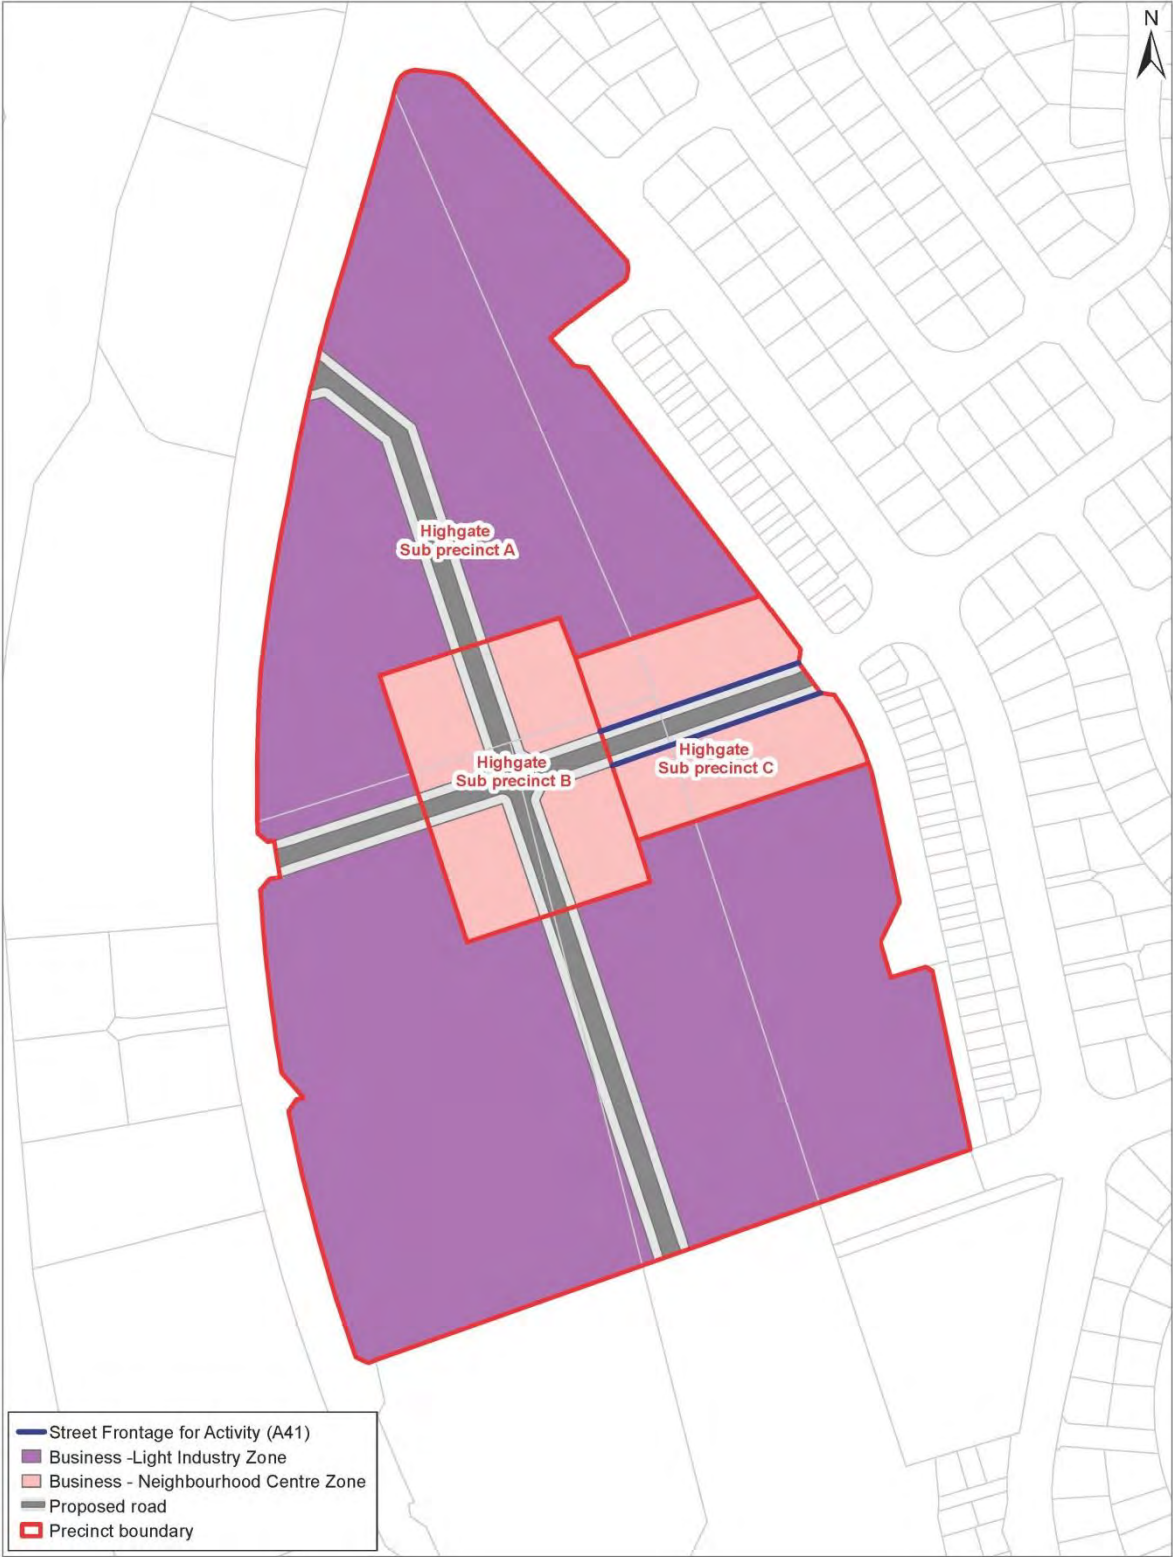 N
Highgate
Sub precinct A
Highgate
Sub precinct B
Highgate
Sub precinct C
Street Frontage for Activity (A41)
Business -Light Industry Zone
Business - Neighbourhood Centre Zone
Proposed road
Precinct boundary